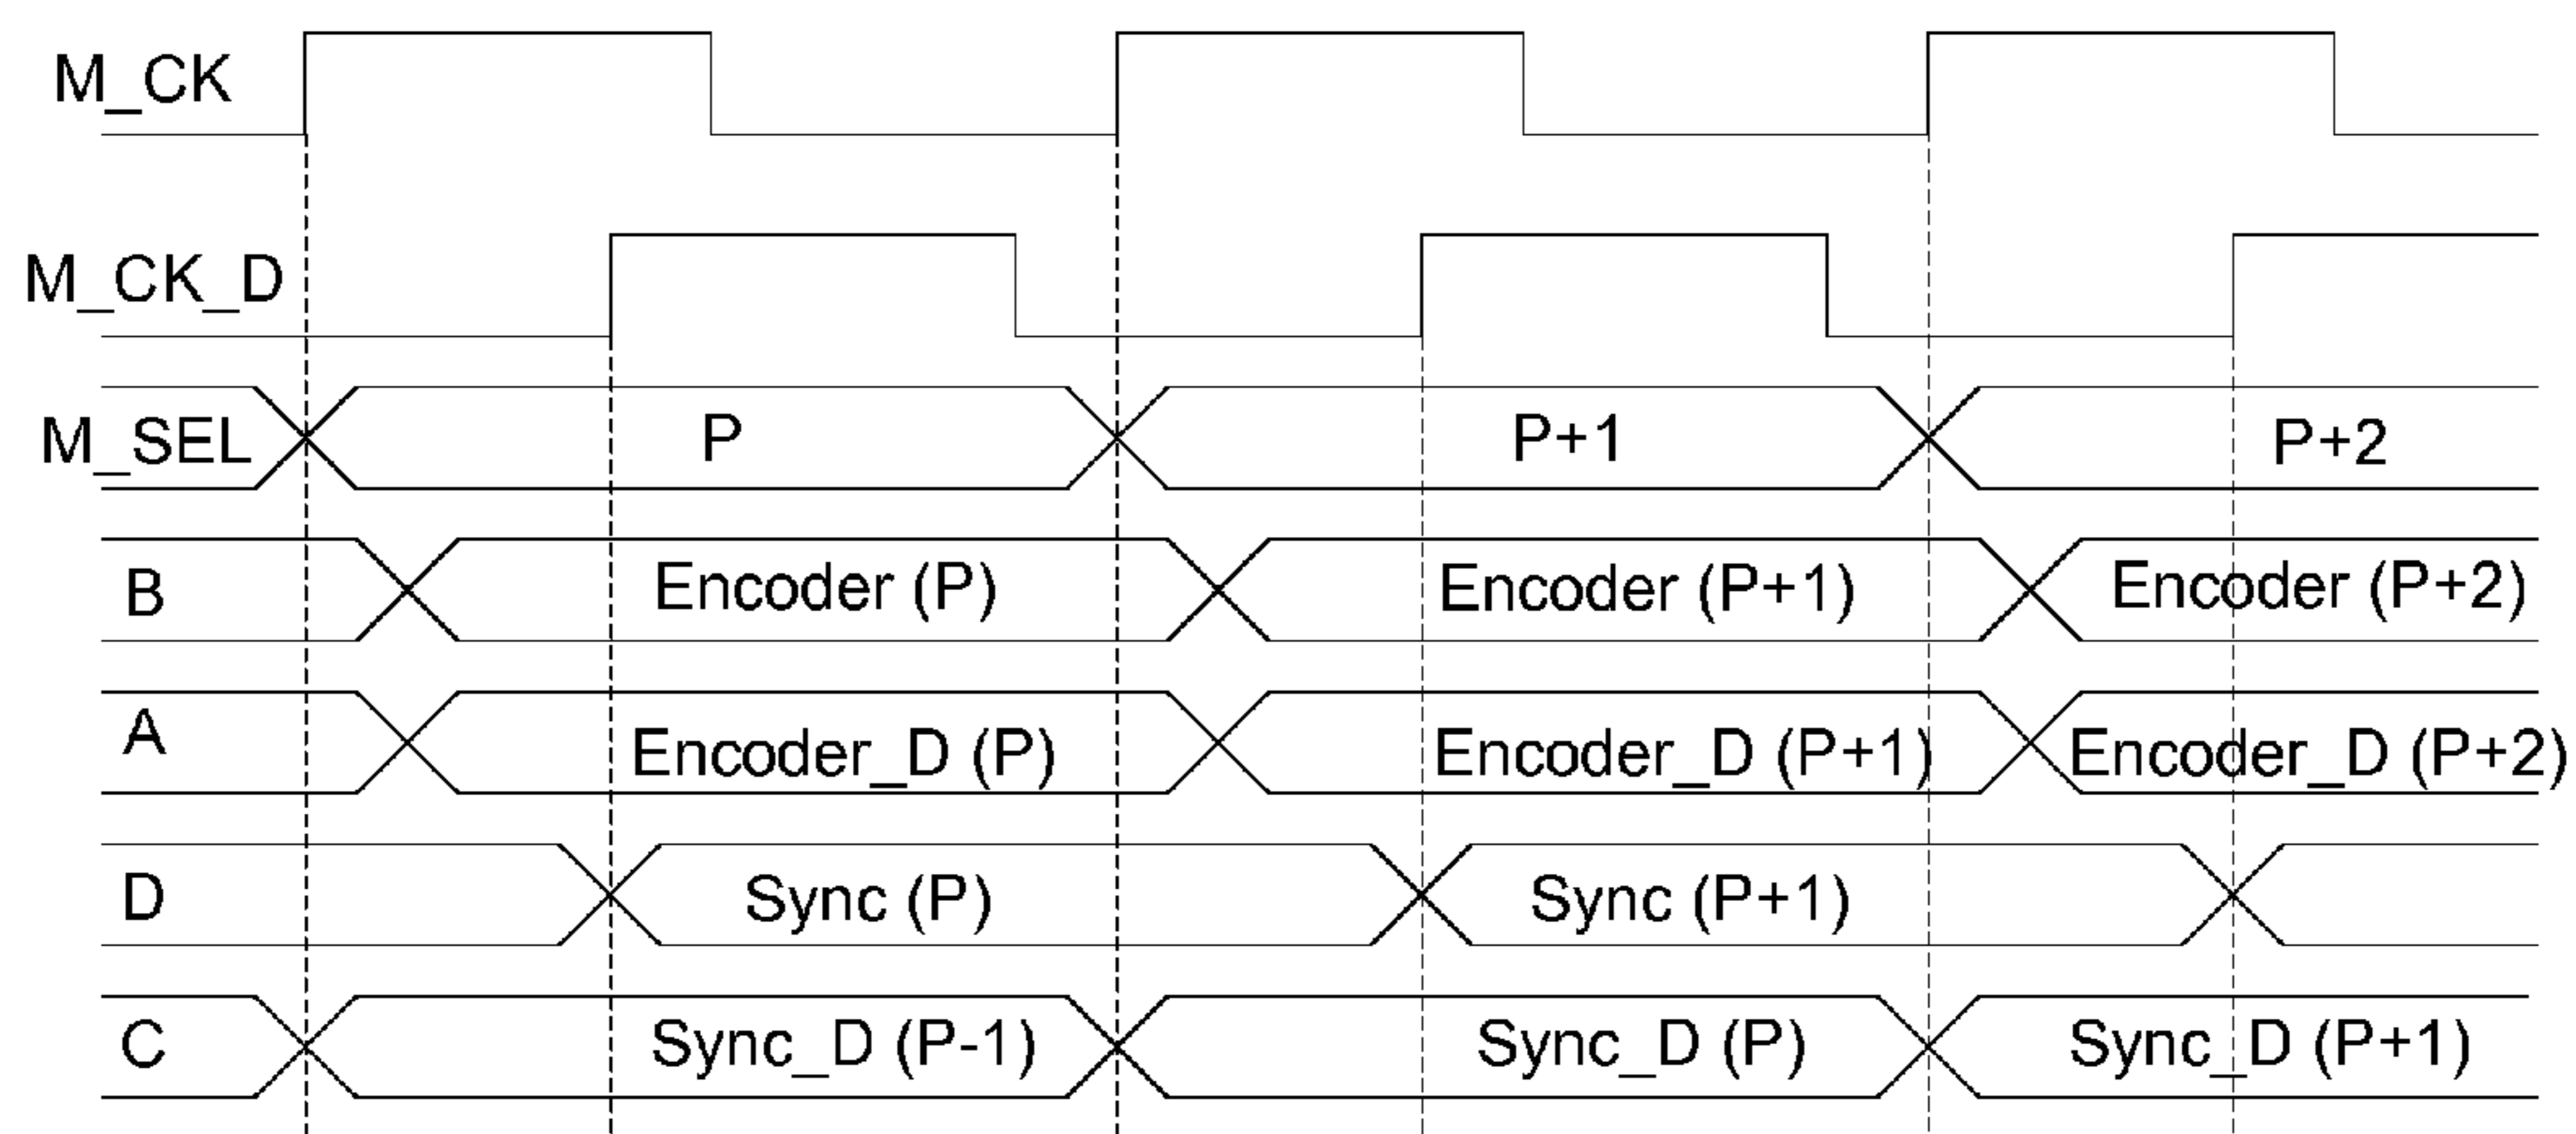 M_CK
M_CK_D
M_SEL P P+1 P+2
B Encoder (P) Encoder (P+1) Encoder (P+2)
A Encoder_D (P) Encoder_D (P+1) Encoder_D (P+2)
D Sync (P) Sync (P+1)
C Sync_D (P-1) Sync_D (P) Sync_D (P+1)